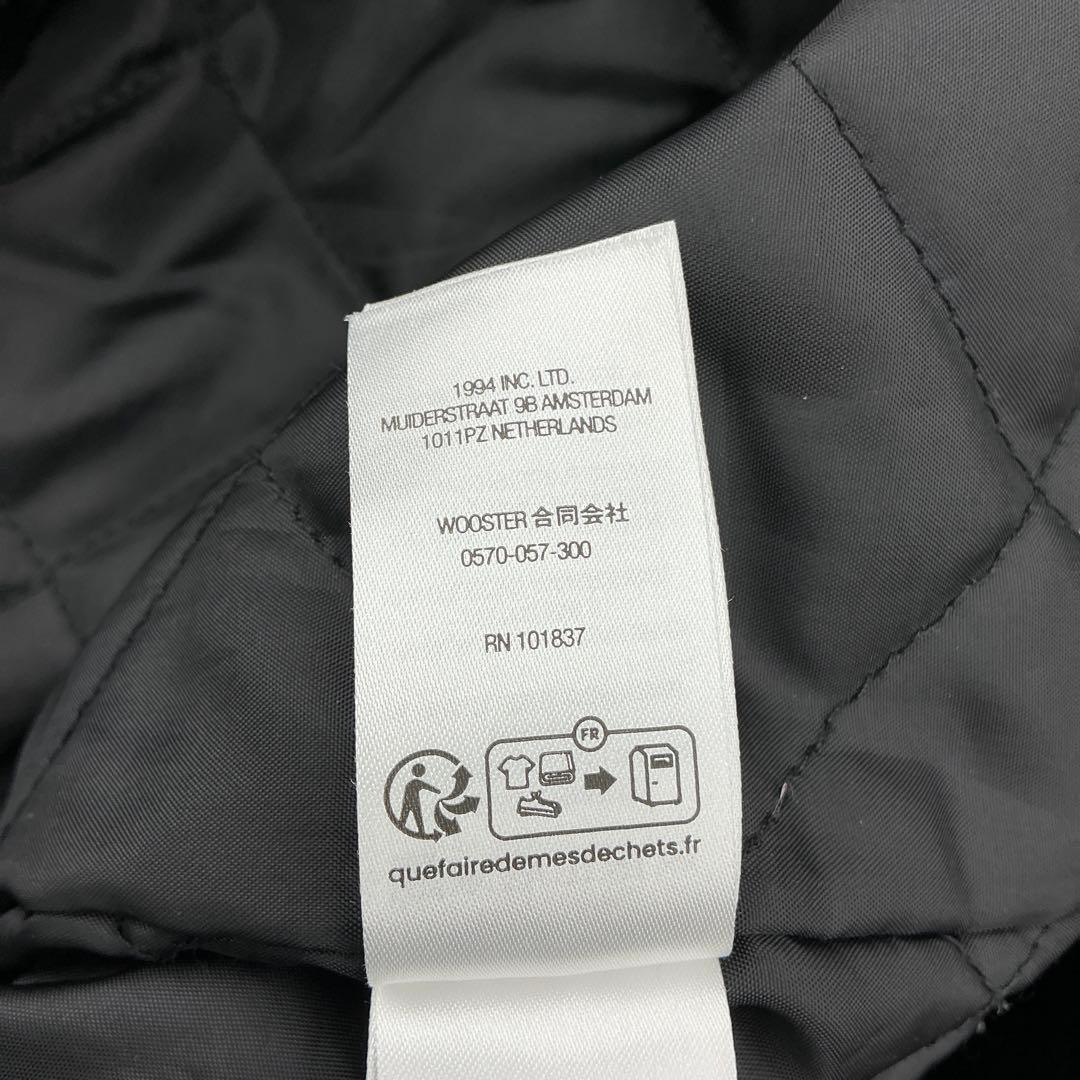 1994 INC. LTD.
MUIDERSTRAAT 9B AMSTERDAM
1011PZ NETHERLANDS
WOOSTER 合同会社
0570-057-300
RN 101837
FR
quefairedemesdechets.fr